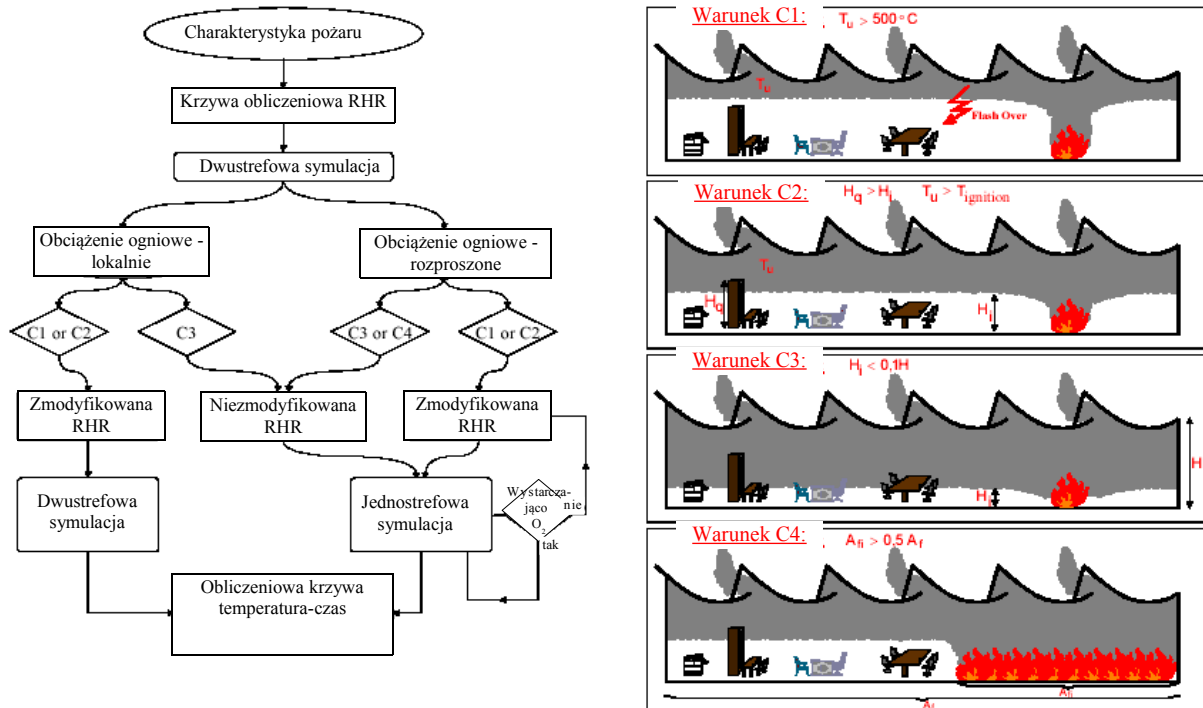 Charakterystyka pożaru
Krzywa obliczeniowa RHR
Dwustrefowa symulacja
Obciążenie ogniowe -
lokalnie
Obciążenie ogniowe -
rozproszone
C1 or C2
C3
C3 or C4
C1 or C2
Zmodyfikowana
RHR
Niezmodyfikowana
RHR
Zmodyfikowana
RHR
Dwustrefowa
symulacja
Jednostrefowa
symulacja
Wystarcza-
jąco
O2
nie
tak
Obliczeniowa krzywa
temperatura-czas
Warunek C1:
Tu > 500°C
Tu
Flash Over
Warunek C2:
Hq > Hi Tu > Tignition
Tu
Hq
Hi
Warunek C3:
Hi < 0,1H
H
Hi
Warunek C4:
Afi > 0,5 Af
Afi
Af